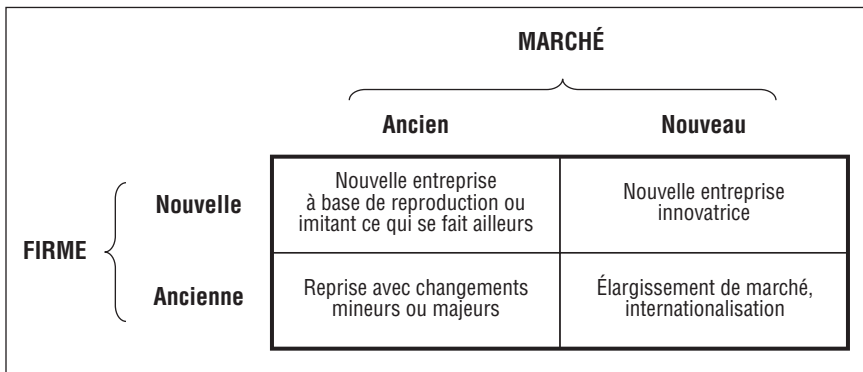 MARCHÉ
Ancien
Nouveau
FIRME
Nouvelle
Nouvelle entreprise
à base de reproduction ou
imitant ce qui se fait ailleurs
Nouvelle entreprise
innovatrice
Ancienne
Reprise avec changements
mineurs ou majeurs
Élargissement de marché,
internationalisation